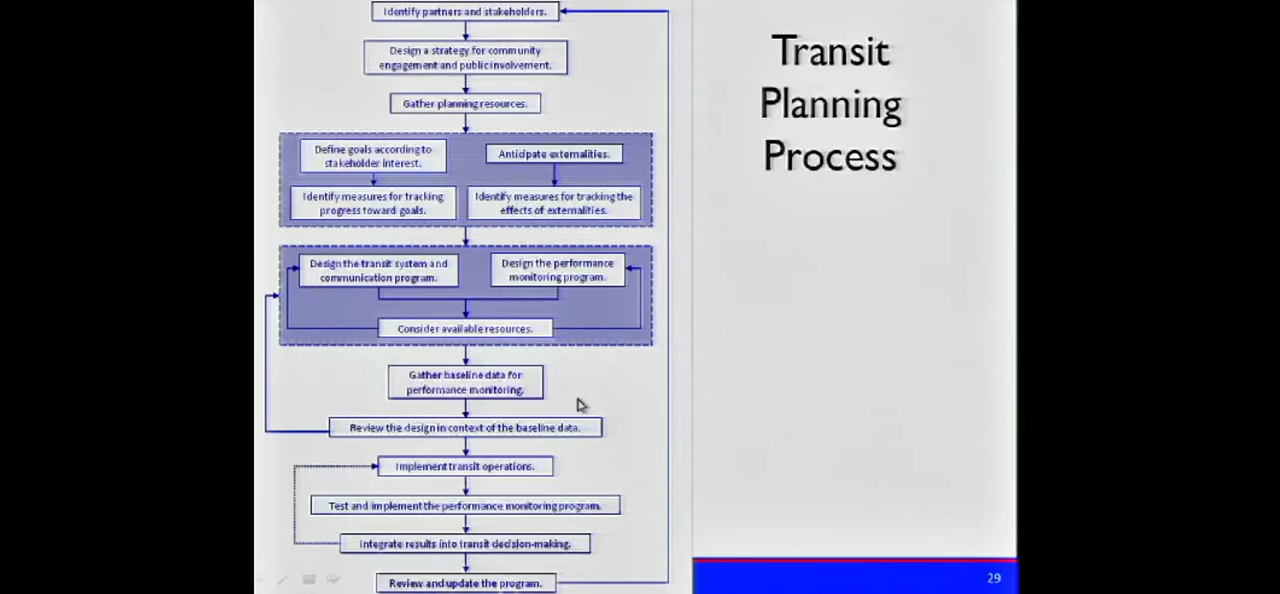 Identify partners and stakeholders.
Design a strategy for community
engagement and public involvement.
Gather planning resources.
Define goals according to
stakeholder interest.
Anticipate externalities.
Identify measures for tracking
progress toward goals.
Identify measures for tracking the
effects of externalities.
Design the transit system and
communication program.
Design the performance
monitoring program.
Consider available resources.
Gather baseline data for
performance monitoring.
Review the design in context of the baseline data.
Implement transit operations.
Test and implement the performance monitoring program.
Integrate results into transit decision-making.
Review and update the program.
Transit
Planning
Process
29